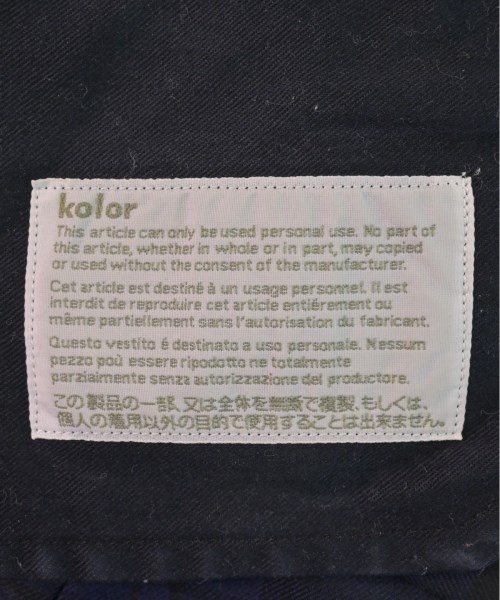 kolor
This article can only be used personal use. No part of
this article, whether in whole or in part, may copied
or used without the consent of the manufacturer.
Cet article est destiné à un usage personnel. Il est
interdit de reproduire cet article entiérement ou
même partiellement sans l'autorisation du fabricant.
Questo vestito é destinato a uso personale. Nessum
pezzo poù essere ripodotto ne totalmente
parzialmente senza autorizzazione del productore.
この製品の一部、又は全体を無断で複製、もしくは、
個人の着用以外の目的で使用することは出来ません。